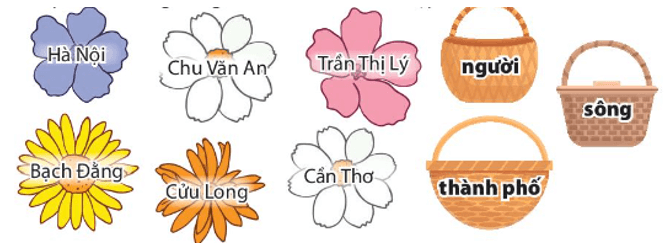 Hà Nội
Chu Văn An
Trần Thị Lý
người
sông
Bạch Đằng
Cửu Long
Cần Thơ
thành phố